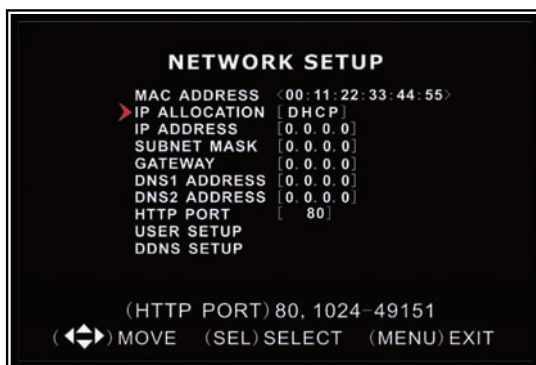 NETWORK SETUP
MAC ADDRESS <00:11:22:33:44:55>
IP ALLOCATION [DHCP]
IP ADDRESS [0.0.0.0]
SUBNET MASK [0.0.0.0]
GATEWAY [0.0.0.0]
DNS1 ADDRESS [0.0.0.0]
DNS2 ADDRESS [0.0.0.0]
HTTP PORT [ 80]
USER SETUP
DDNS SETUP
(HTTP PORT) 80, 1024-49151
( ) MOVE (SEL) SELECT (MENU) EXIT